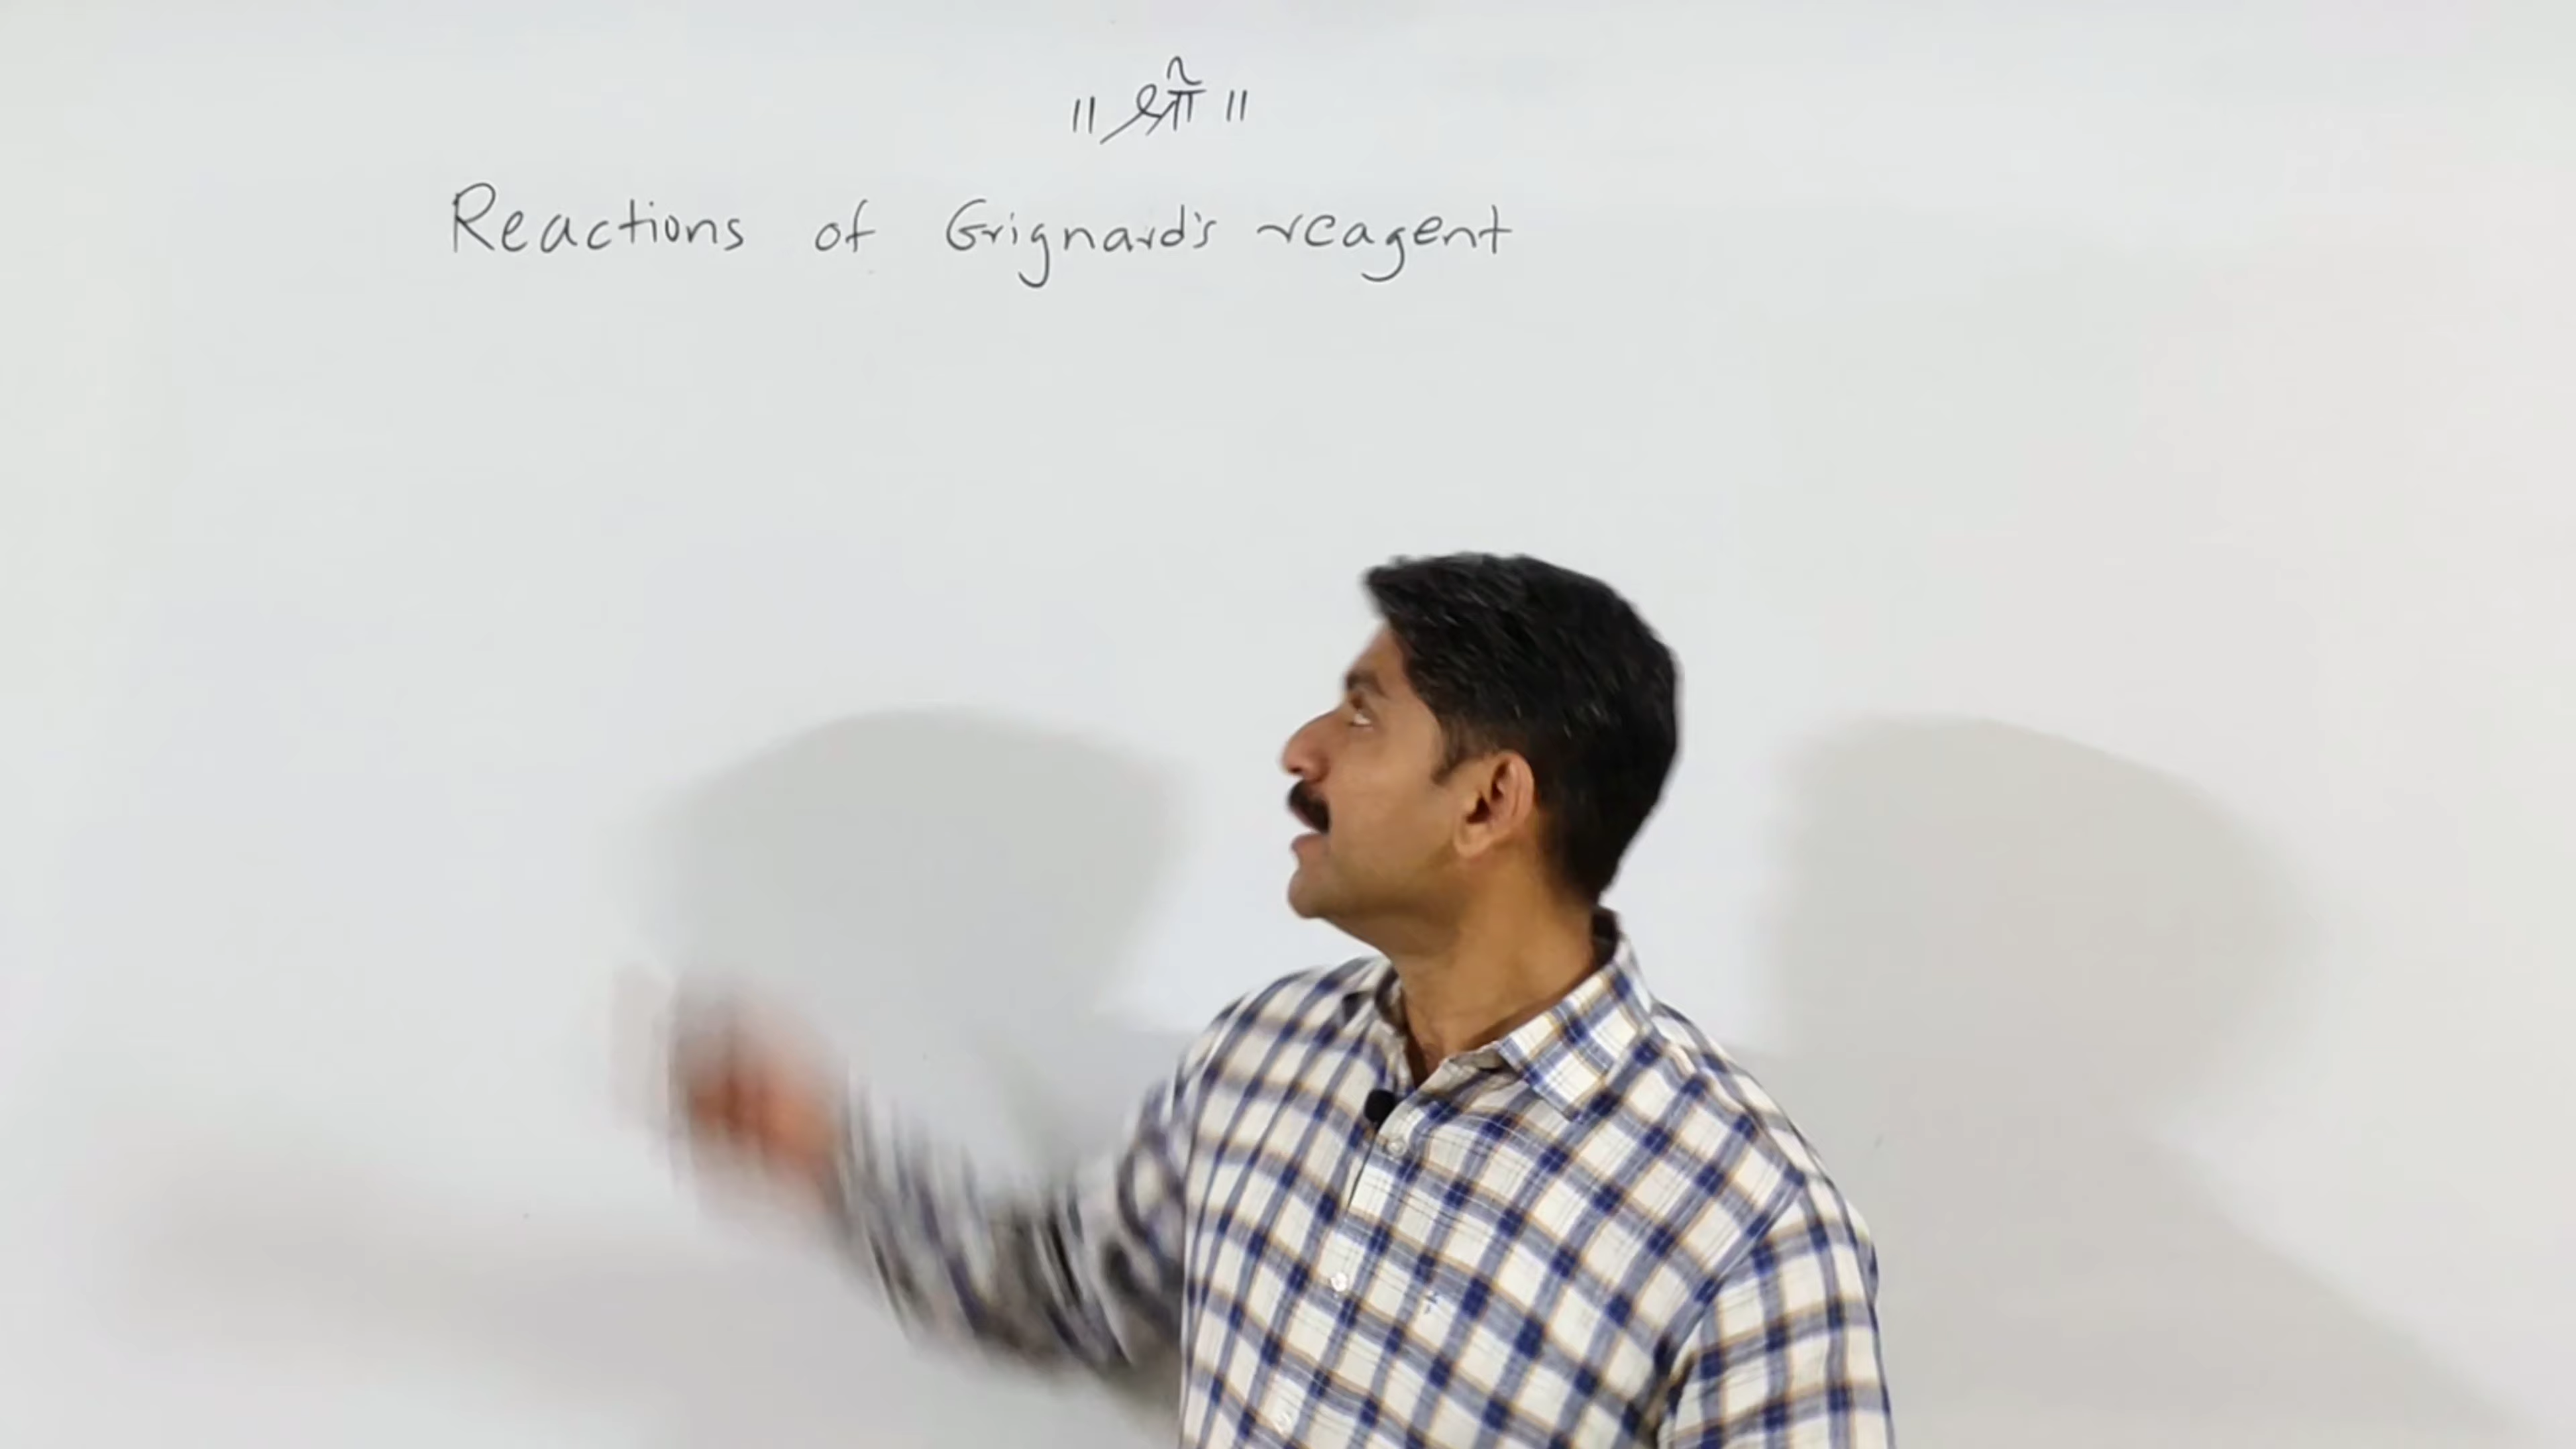 ॥ श्री ॥
Reactions of Grignard's reagent